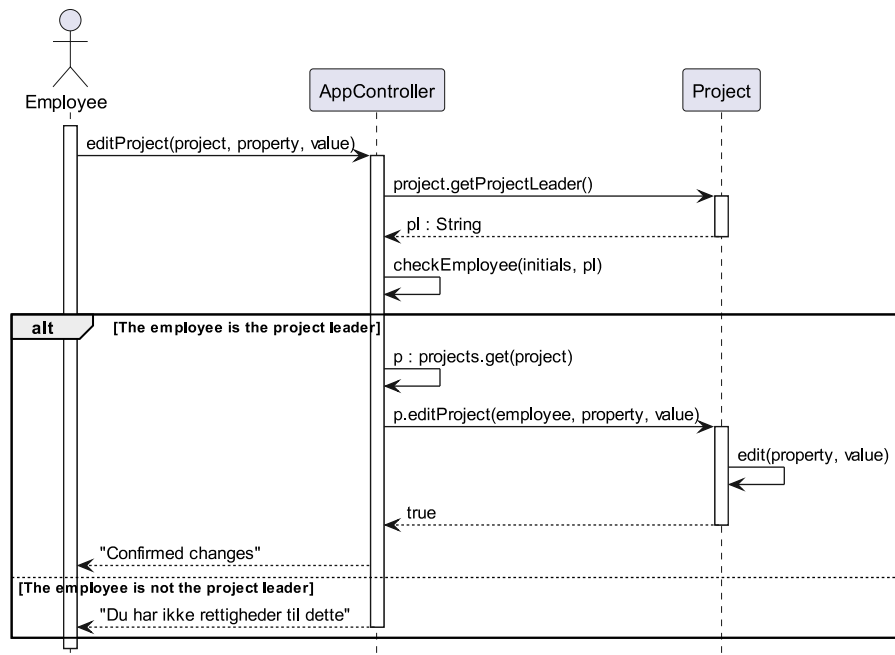 Employee
AppController
Project
editProject(project, property, value)
project.getProjectLeader()
pl : String
checkEmployee(initials, pl)
alt [The employee is the project leader]
p : projects.get(project)
p.editProject(employee, property, value)
edit(property, value)
true
"Confirmed changes"
[The employee is not the project leader]
"Du har ikke rettigheder til dette"